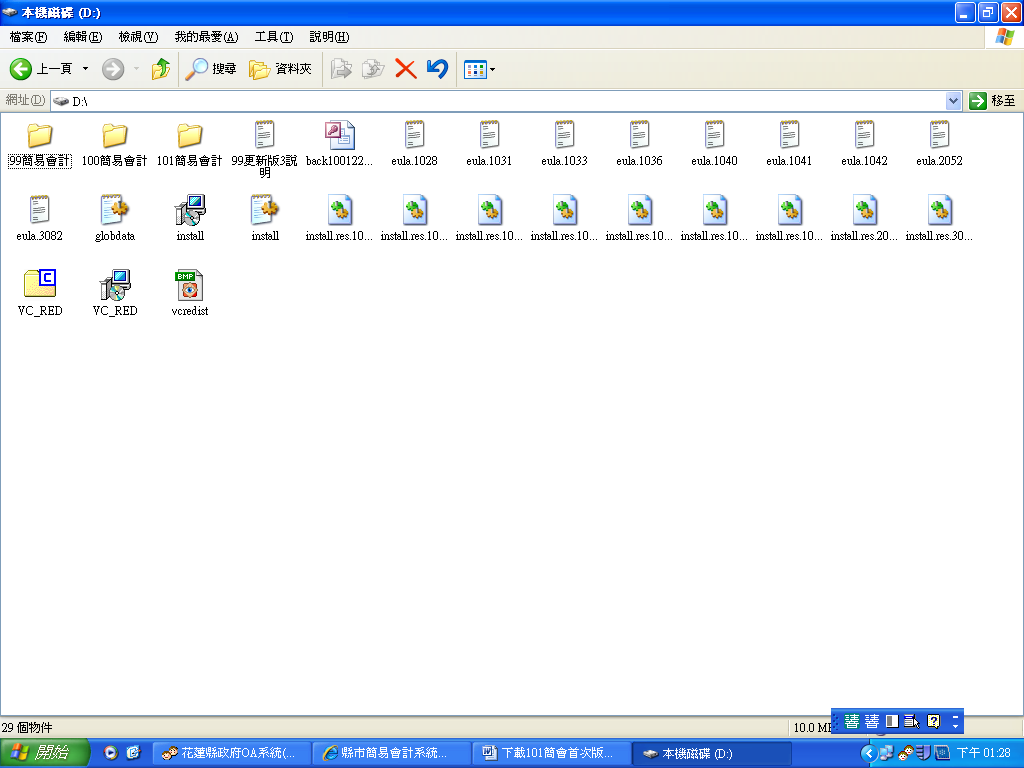 本機磁碟 (D:)
檔案(F) 編輯(E) 檢視(V) 我的最愛(A) 工具(T) 說明(H)
上一頁 搜尋 資料夾
網址(D) D:\ 移至
99簡易會計 100簡易會計 101簡易會計 99更新版3說明 back100122... eula.1028 eula.1031 eula.1033 eula.1036 eula.1040 eula.1041 eula.1042 eula.2052
eula.3082 globdata install install install.res.10... install.res.10... install.res.10... install.res.10... install.res.10... install.res.10... install.res.10... install.res.20... install.res.30...
VC_RED VC_RED vcredist
29 個物件 10.0 MB
開始 花蓮縣政府OA系統(... 縣市簡易會計系統... 下載101簡會首次版... 本機磁碟 (D:) 下午 01:28